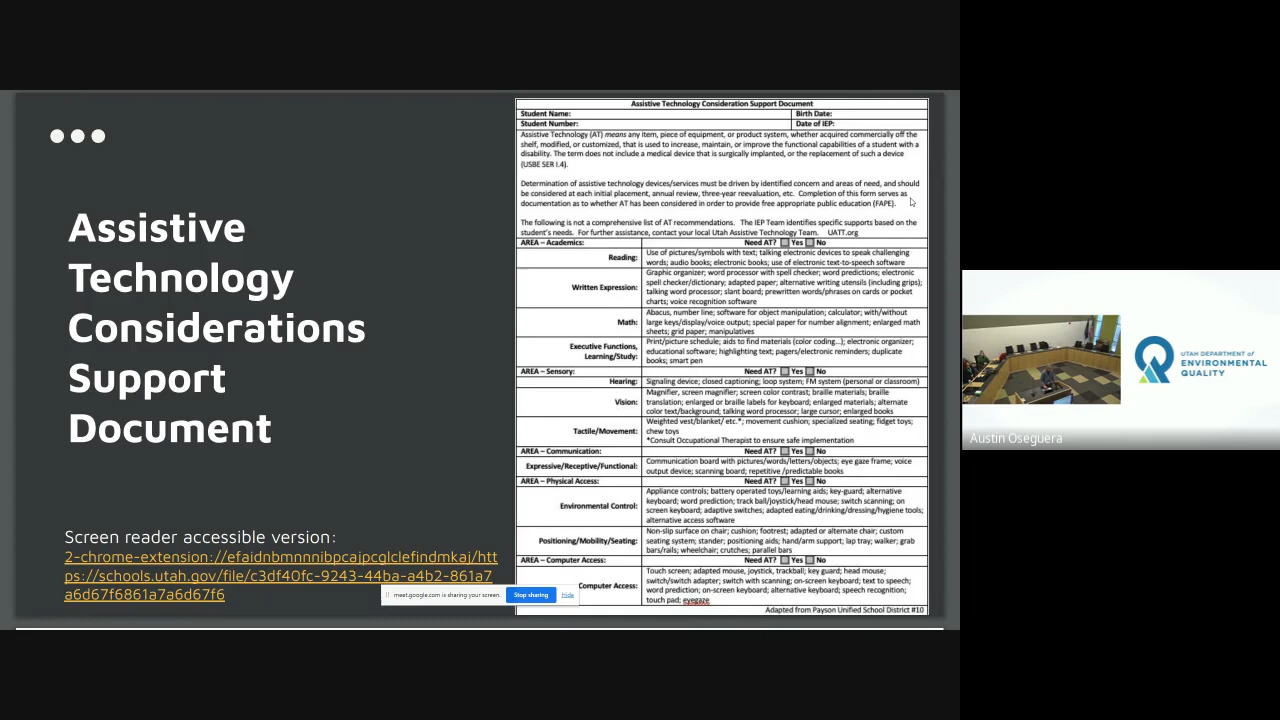 Assistive
Technology
Considerations
Support
Document
Screen reader accessible version:
2-chrome-extension://efaidnbmnnnibpcajpcglclefindmkaj/htt
ps://schools.utah.gov/file/c3df40fc-9243-44ba-a4b2-861a7
a6d67f6861a7a6d67f6
meet.google.com is sharing your screen.
Stop sharing
Hide
Assistive Technology Consideration Support Document
Student Name: Birth Date:
Student Number: Date of IEP:
Assistive Technology (AT) means any item, piece of equipment, or product system, whether acquired commercially off the
shelf, modified, or customized, that is used to increase, maintain, or improve the functional capabilities of a student with a
disability. The term does not include a medical device that is surgically implanted, or the replacement of such a device
(USBE SER I.4).
Determination of assistive technology devices/services must be driven by identified concern and areas of need, and should
be considered at each initial placement, annual review, three-year reevaluation, etc. Completion of this form serves as
documentation as to whether AT has been considered in order to provide free appropriate public education (FAPE).
The following is not a comprehensive list of AT recommendations. The IEP Team identifies specific supports based on the
student's needs. For further assistance, contact your local Utah Assistive Technology Team. UATT.org
AREA – Academics: Need AT? Yes No
Reading: Use of pictures/symbols with text; talking electronic devices to speak challenging
words; audio books; electronic books; use of electronic text-to-speech software
Written Expression: Graphic organizer; word processor with spell checker; word predictions; electronic
spell checker/dictionary; adapted paper; alternative writing utensils (including grips);
talking word processor; slant board; prewritten words/phrases on cards or pocket
charts; voice recognition software
Math: Abacus, number line; software for object manipulation; calculator; with/without
large keys/display/voice output; special paper for number alignment; enlarged math
sheets; grid paper; manipulatives
Executive Functions,
Learning/Study: Print/picture schedule; aids to find materials (color coding...); electronic organizer;
educational software; highlighting text; pagers/electronic reminders; duplicate
books; smart pen
AREA – Sensory: Need AT? Yes No
Hearing: Signaling device; closed captioning; loop system; FM system (personal or classroom)
Vision: Magnifier, screen magnifier; screen color contrast; braille materials; braille
translation; enlarged or braille labels for keyboard; enlarged materials; alternate
color text/background; talking word processor; large cursor; enlarged books
Tactile/Movement: Weighted vest/blanket/ etc.*; movement cushion; specialized seating; fidget toys;
chew toys
*Consult Occupational Therapist to ensure safe implementation
AREA – Communication: Need AT? Yes No
Expressive/Receptive/Functional: Communication board with pictures/words/letters/objects; eye gaze frame; voice
output device; scanning board; repetitive /predictable books
AREA – Physical Access: Need AT? Yes No
Environmental Control: Appliance controls; battery operated toys/learning aids; key-guard; alternative
keyboard; word prediction; track ball/joystick/head mouse; switch scanning; on
screen keyboard; adaptive switches; adapted eating/drinking/dressing/hygiene tools;
alternative access software
Positioning/Mobility/Seating: Non-slip surface on chair; cushion; footrest; adapted or alternate chair; custom
seating system; stander; positioning aids; hand/arm support; lap tray; walker; grab
bars/rails; wheelchair; crutches; parallel bars
AREA – Computer Access: Need AT? Yes No
Computer Access: Touch screen; adapted mouse, joystick, trackball; key guard; head mouse;
switch/switch adapter; switch with scanning; on-screen keyboard; text to speech;
word prediction; on-screen keyboard; alternative keyboard; speech recognition;
touch pad; eyegaze
Adapted from Payson Unified School District #10
UTAH DEPARTMENT of
ENVIRONMENTAL
QUALITY
Austin Oseguera